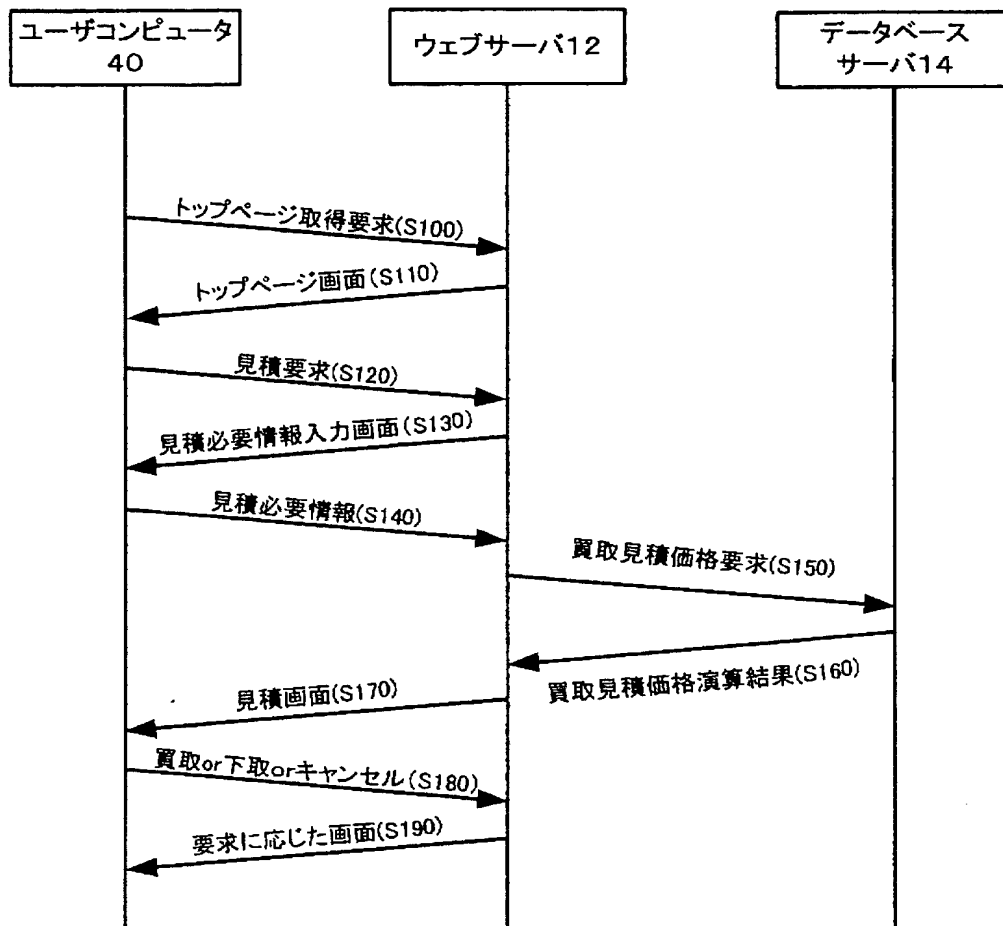 ユーザコンピュータ
40
ウェブサーバ12
データベース
サーバ14
トップページ取得要求(S100)
トップページ画面(S110)
見積要求(S120)
見積必要情報入力画面(S130)
見積必要情報(S140)
買取見積価格要求(S150)
買取見積価格演算結果(S160)
見積画面(S170)
買取or下取orキャンセル(S180)
要求に応じた画面(S190)